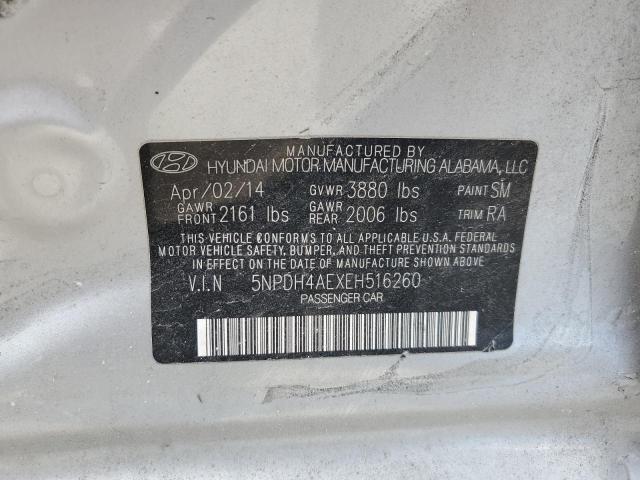 MANUFACTURED BY
HYUNDAI MOTOR MANUFACTURING ALABAMA, LLC
Apr/02/14 GVWR 3880 lbs PAINT SM
GAWR FRONT 2161 lbs GAWR REAR 2006 lbs TRIM RA
THIS VEHICLE CONFORMS TO ALL APPLICABLE U.S.A. FEDERAL
MOTOR VEHICLE SAFETY, BUMPER, AND THEFT PREVENTION STANDARDS
IN EFFECT ON THE DATE OF MANUFACTURE SHOWN ABOVE.
V.I.N 5NPDH4AEXEH516260
PASSENGER CAR